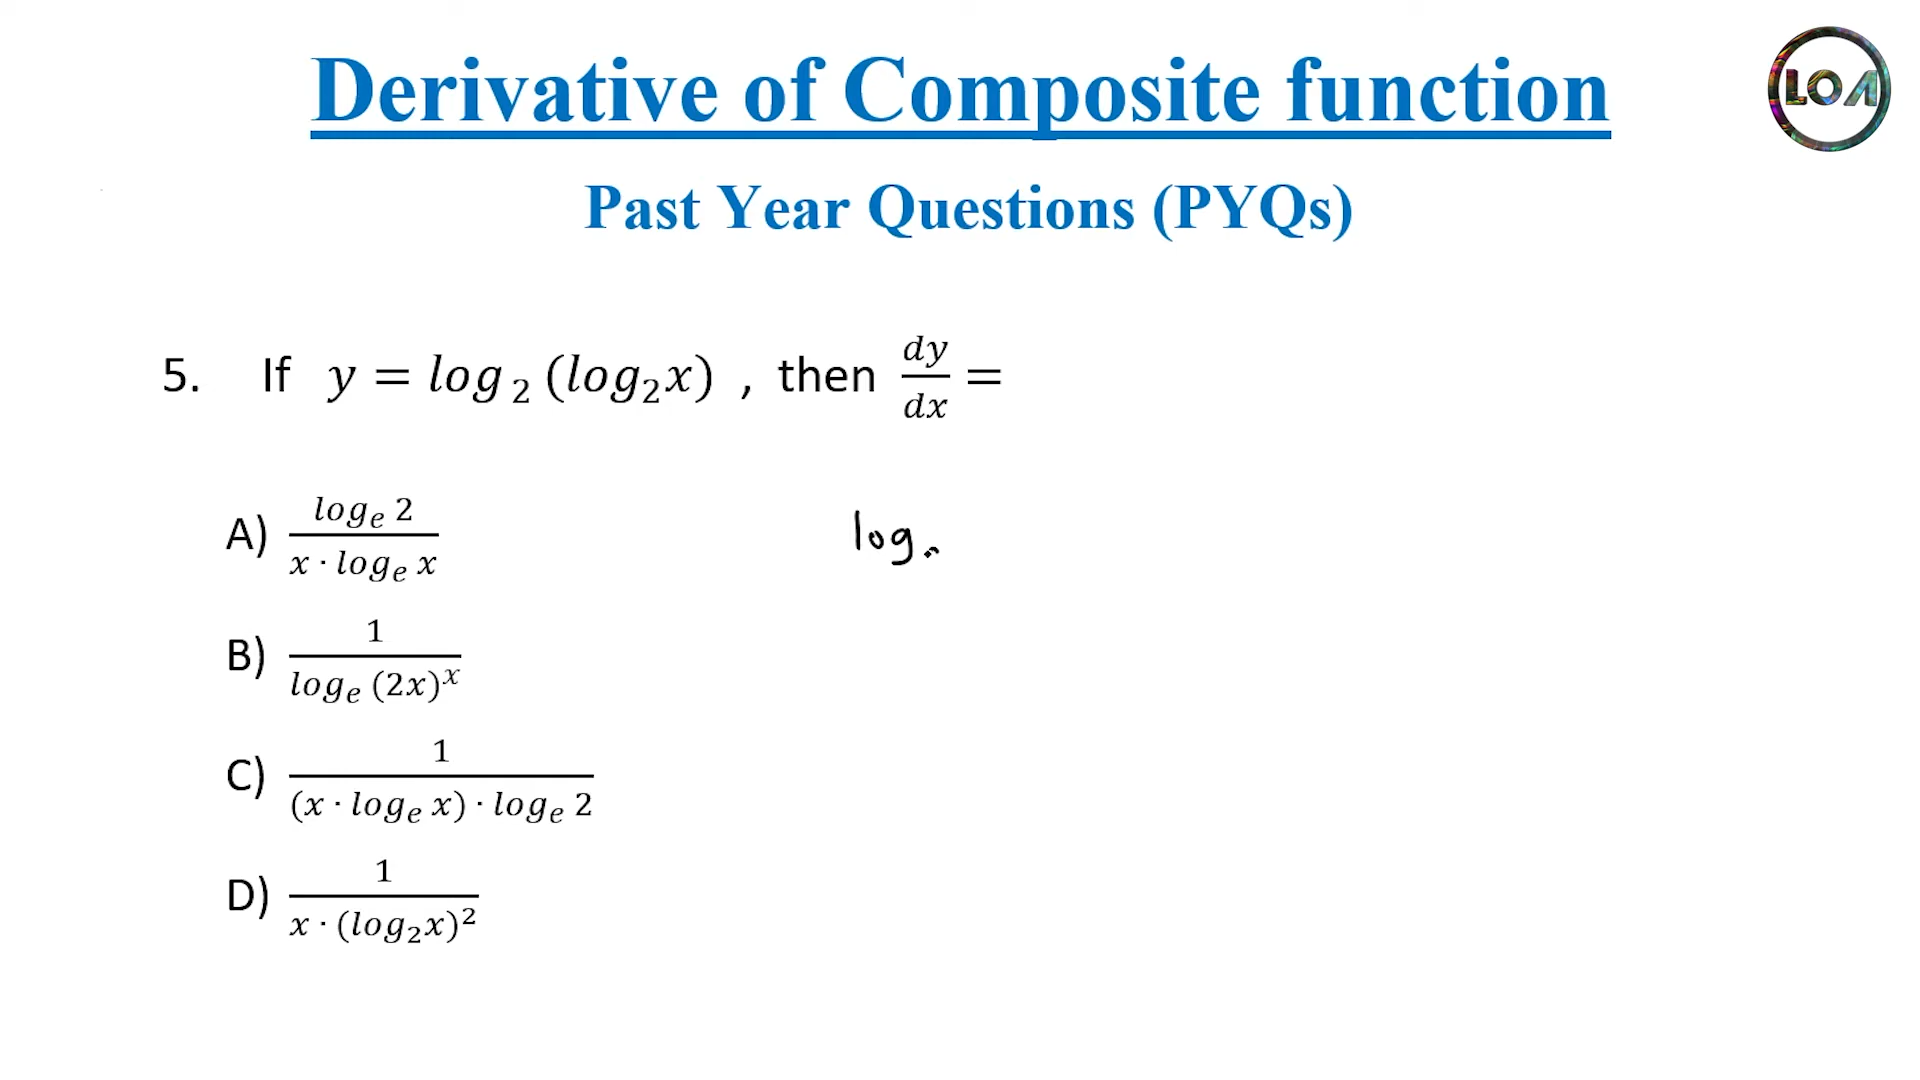 Derivative of Composite function
LOA
Past Year Questions (PYQs)
5. If y = log₂ (log₂x) , then dy/dx =
A) logₑ 2 / x · logₑ x
log
B) 1 / logₑ (2x)ˣ
C) 1 / (x · logₑ x) · logₑ 2
D) 1 / x · (log₂x)²